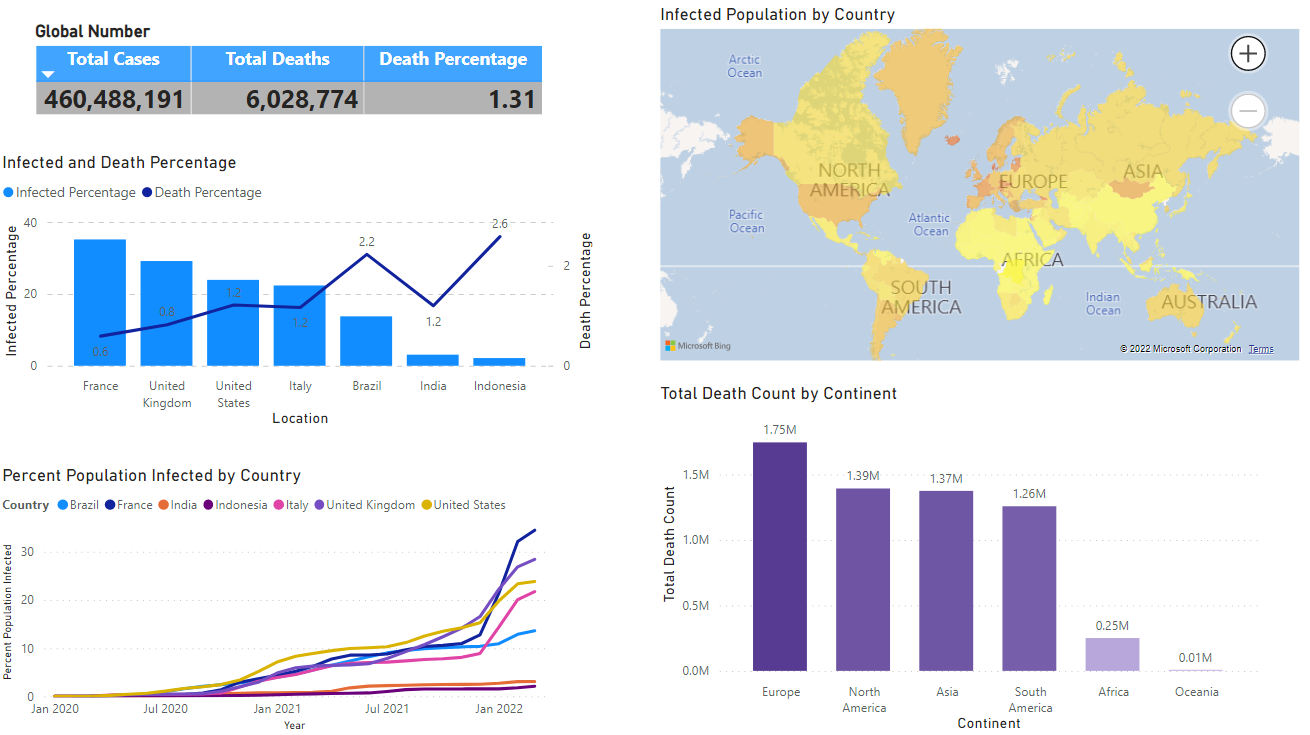 Global Number
Total Cases Total Deaths Death Percentage
460,488,191 6,028,774 1.31
Infected and Death Percentage
Infected Percentage Death Percentage
Infected Percentage
40
20
0
0.6
0.8
1.2
1.2
2.2
1.2
2.6
2
0
Death Percentage
France United Kingdom United States Italy Brazil India Indonesia
Location
Percent Population Infected by Country
Country Brazil France India Indonesia Italy United Kingdom United States
Percent Population Infected
30
20
10
0
Jan 2020 Jul 2020 Jan 2021 Jul 2021 Jan 2022
Year
Infected Population by Country
Arctic
Ocean
NORTH
AMERICA
EUROPE
ASIA
Pacific
Ocean
Atlantic
Ocean
AFRICA
SOUTH
AMERICA
Indian
Ocean
AUSTRALIA
Microsoft Bing
© 2022 Microsoft Corporation Terms
Total Death Count by Continent
Total Death Count
1.5M
1.0M
0.5M
0.0M
1.75M
1.39M
1.37M
1.26M
0.25M
0.01M
Europe North America Asia South America Africa Oceania
Continent